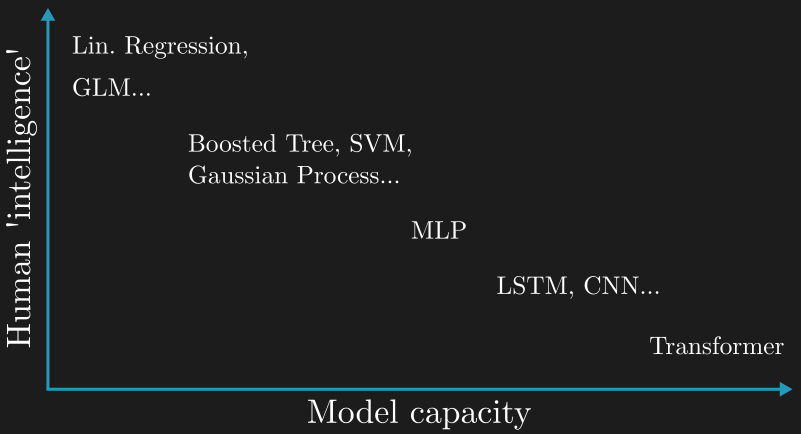 Human 'intelligence'
Lin. Regression,
GLM...
Boosted Tree, SVM,
Gaussian Process...
MLP
LSTM, CNN...
Transformer
Model capacity